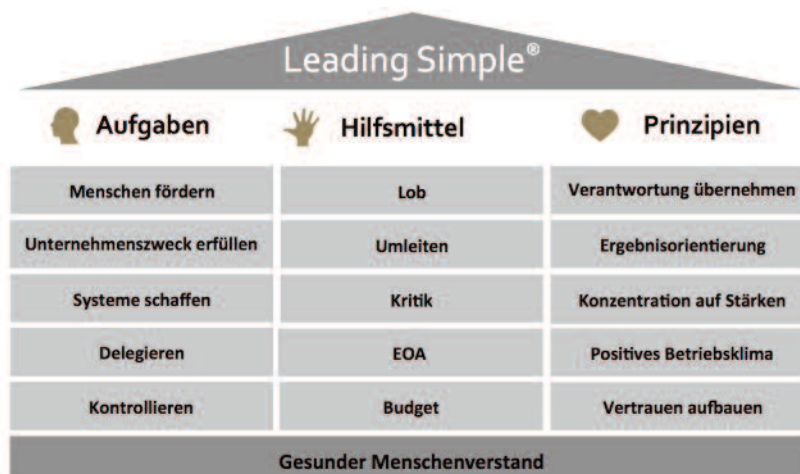 Leading Simple®
Aufgaben
Hilfsmittel
Prinzipien
Menschen fördern
Lob
Verantwortung übernehmen
Unternehmenszweck erfüllen
Umleiten
Ergebnisorientierung
Systeme schaffen
Kritik
Konzentration auf Stärken
Delegieren
EOA
Positives Betriebsklima
Kontrollieren
Budget
Vertrauen aufbauen
Gesunder Menschenverstand